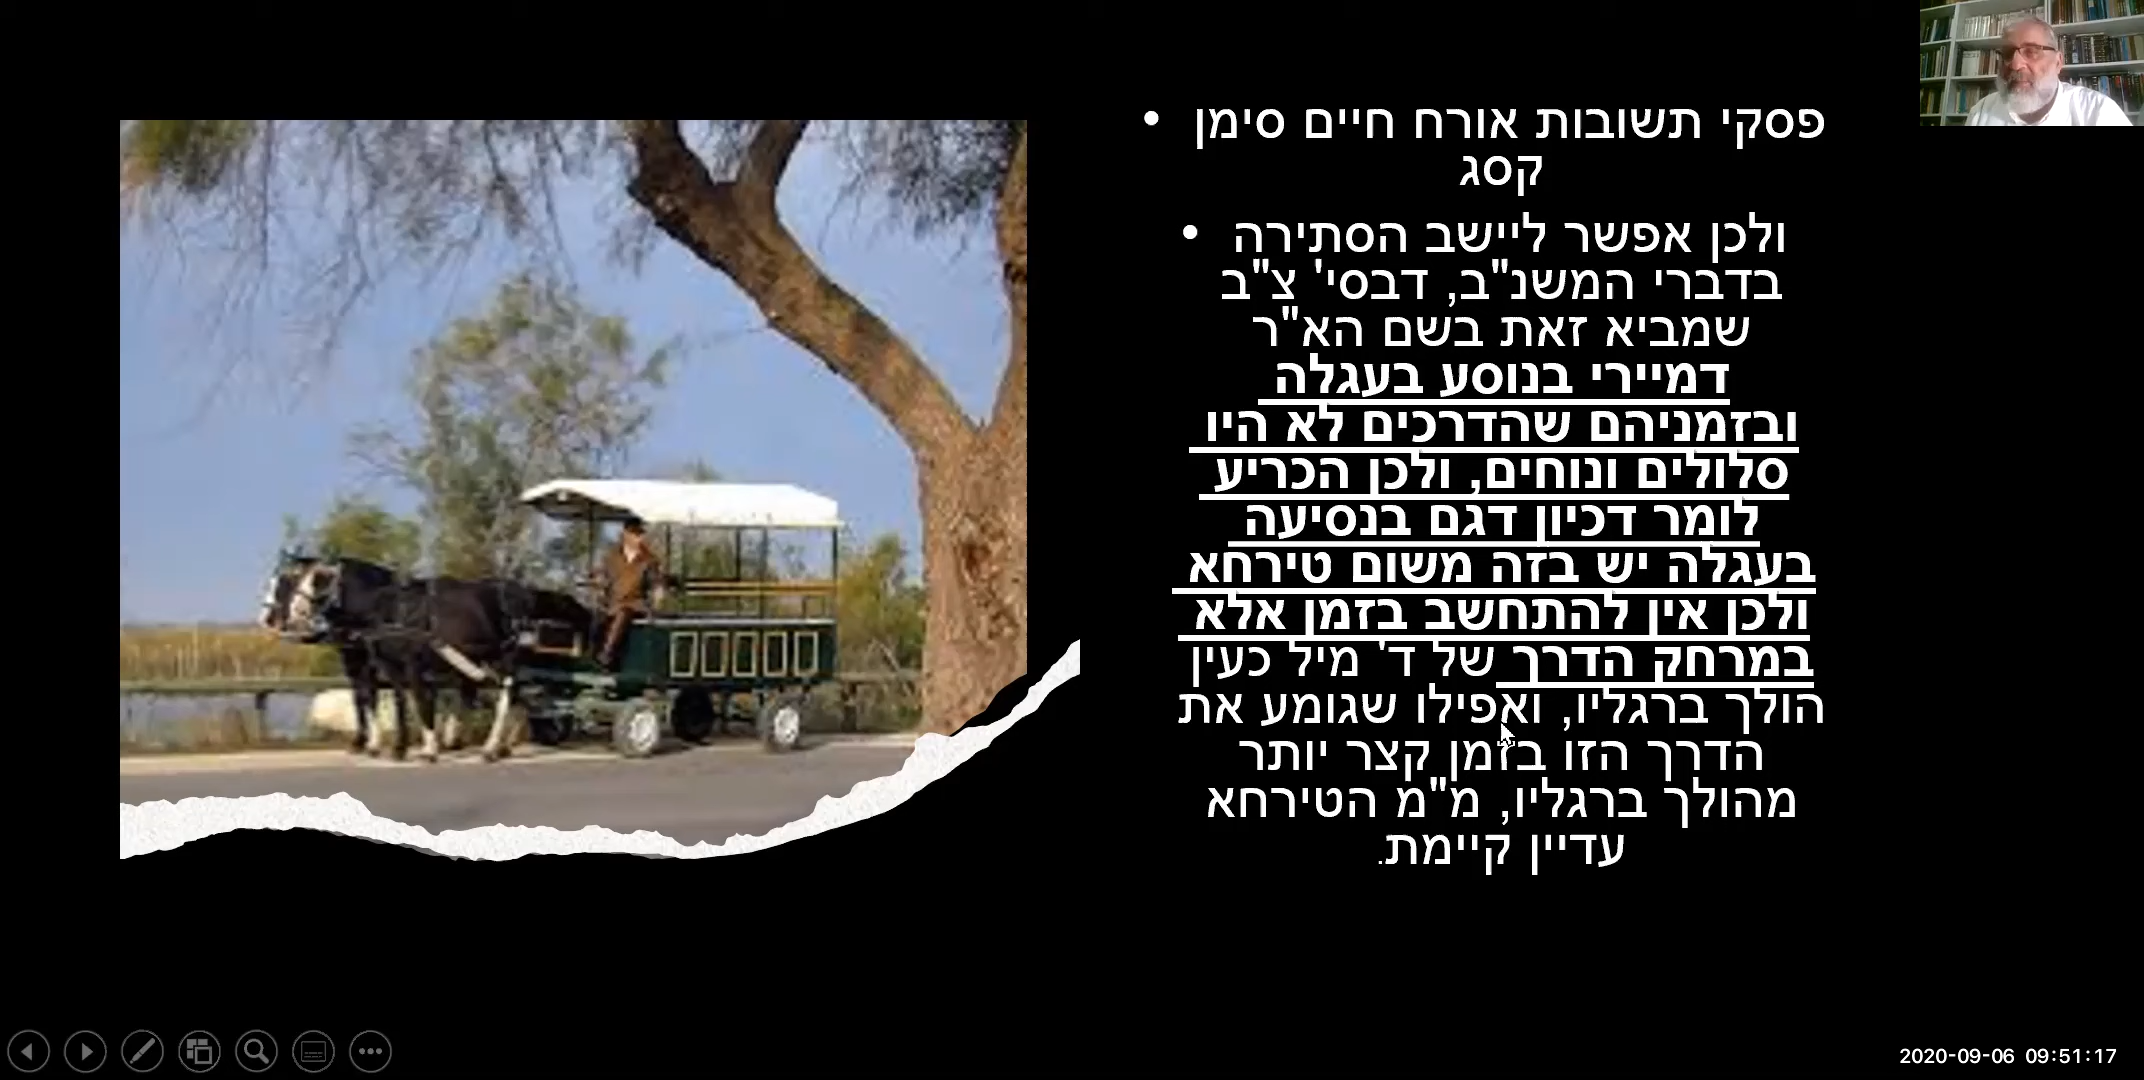 • פסקי תשובות אורח חיים סימן
קסג
• ולכן אפשר ליישב הסתירה
בדברי המשנ"ב, דבסי' צ"ב
שמביא זאת בשם הא"ר
דמיירי בנוסע בעגלה
ובזמניהם שהדרכים לא היו
סלולים ונוחים, ולכן הכריע
לומר דכיון דגם בנסיעה
בעגלה יש בזה משום טירחא
ולכן אין להתחשב בזמן אלא
במרחק הדרך של ד' מיל כעין
הולך ברגליו, ואפילו שגומע את
הדרך הזו בזמן קצר יותר
מהולך ברגליו, מ"מ הטירחא
עדיין קיימת.
2020-09-06 09:51:17